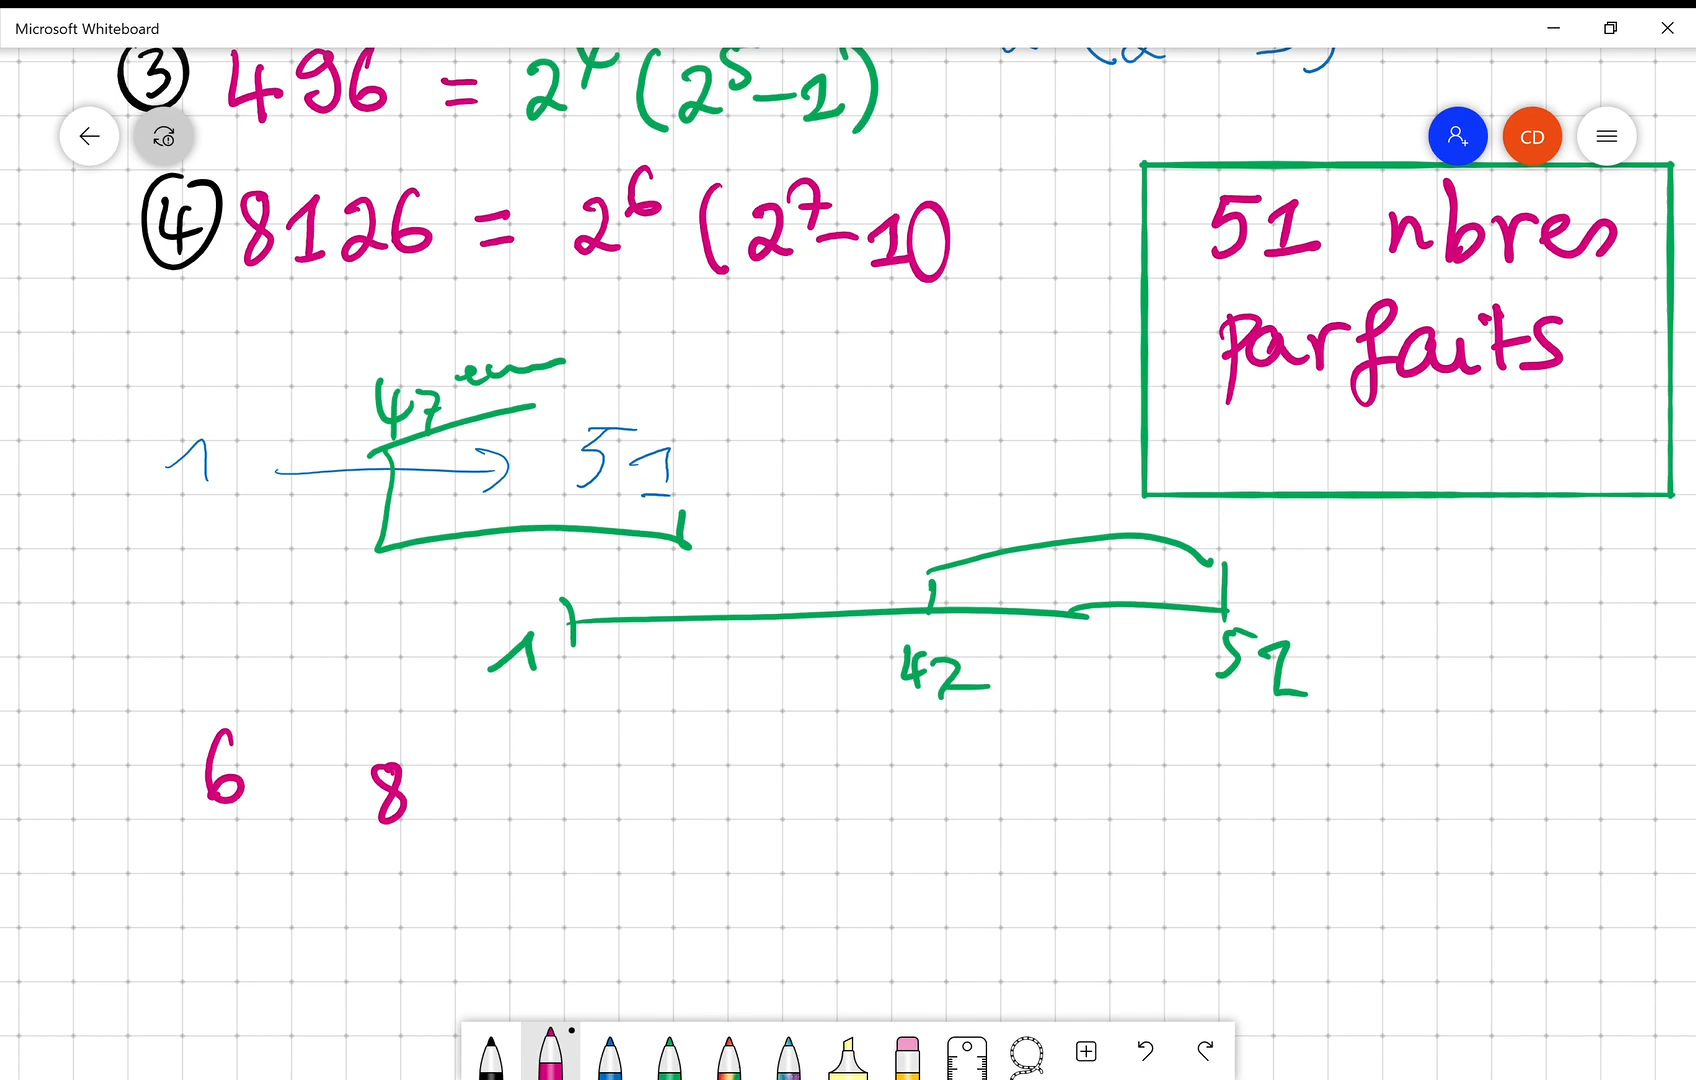 Microsoft Whiteboard
③ 496 = 2⁴ (2⁵-1)
CD
④ 8126 = 2⁶ (2⁷-1)
51 nbres
parfaits
47
1 → 51
1 42 52
6 8